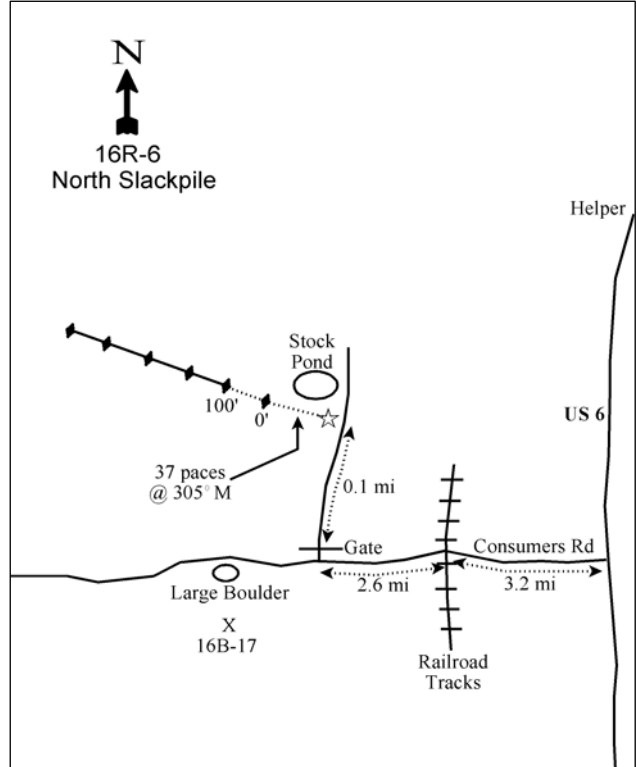 N
16R-6
North Slackpile
Helper
Stock
Pond
US 6
100'
0'
37 paces
@ 305° M
0.1 mi
Gate
Consumers Rd
2.6 mi
3.2 mi
Large Boulder
X
16B-17
Railroad
Tracks